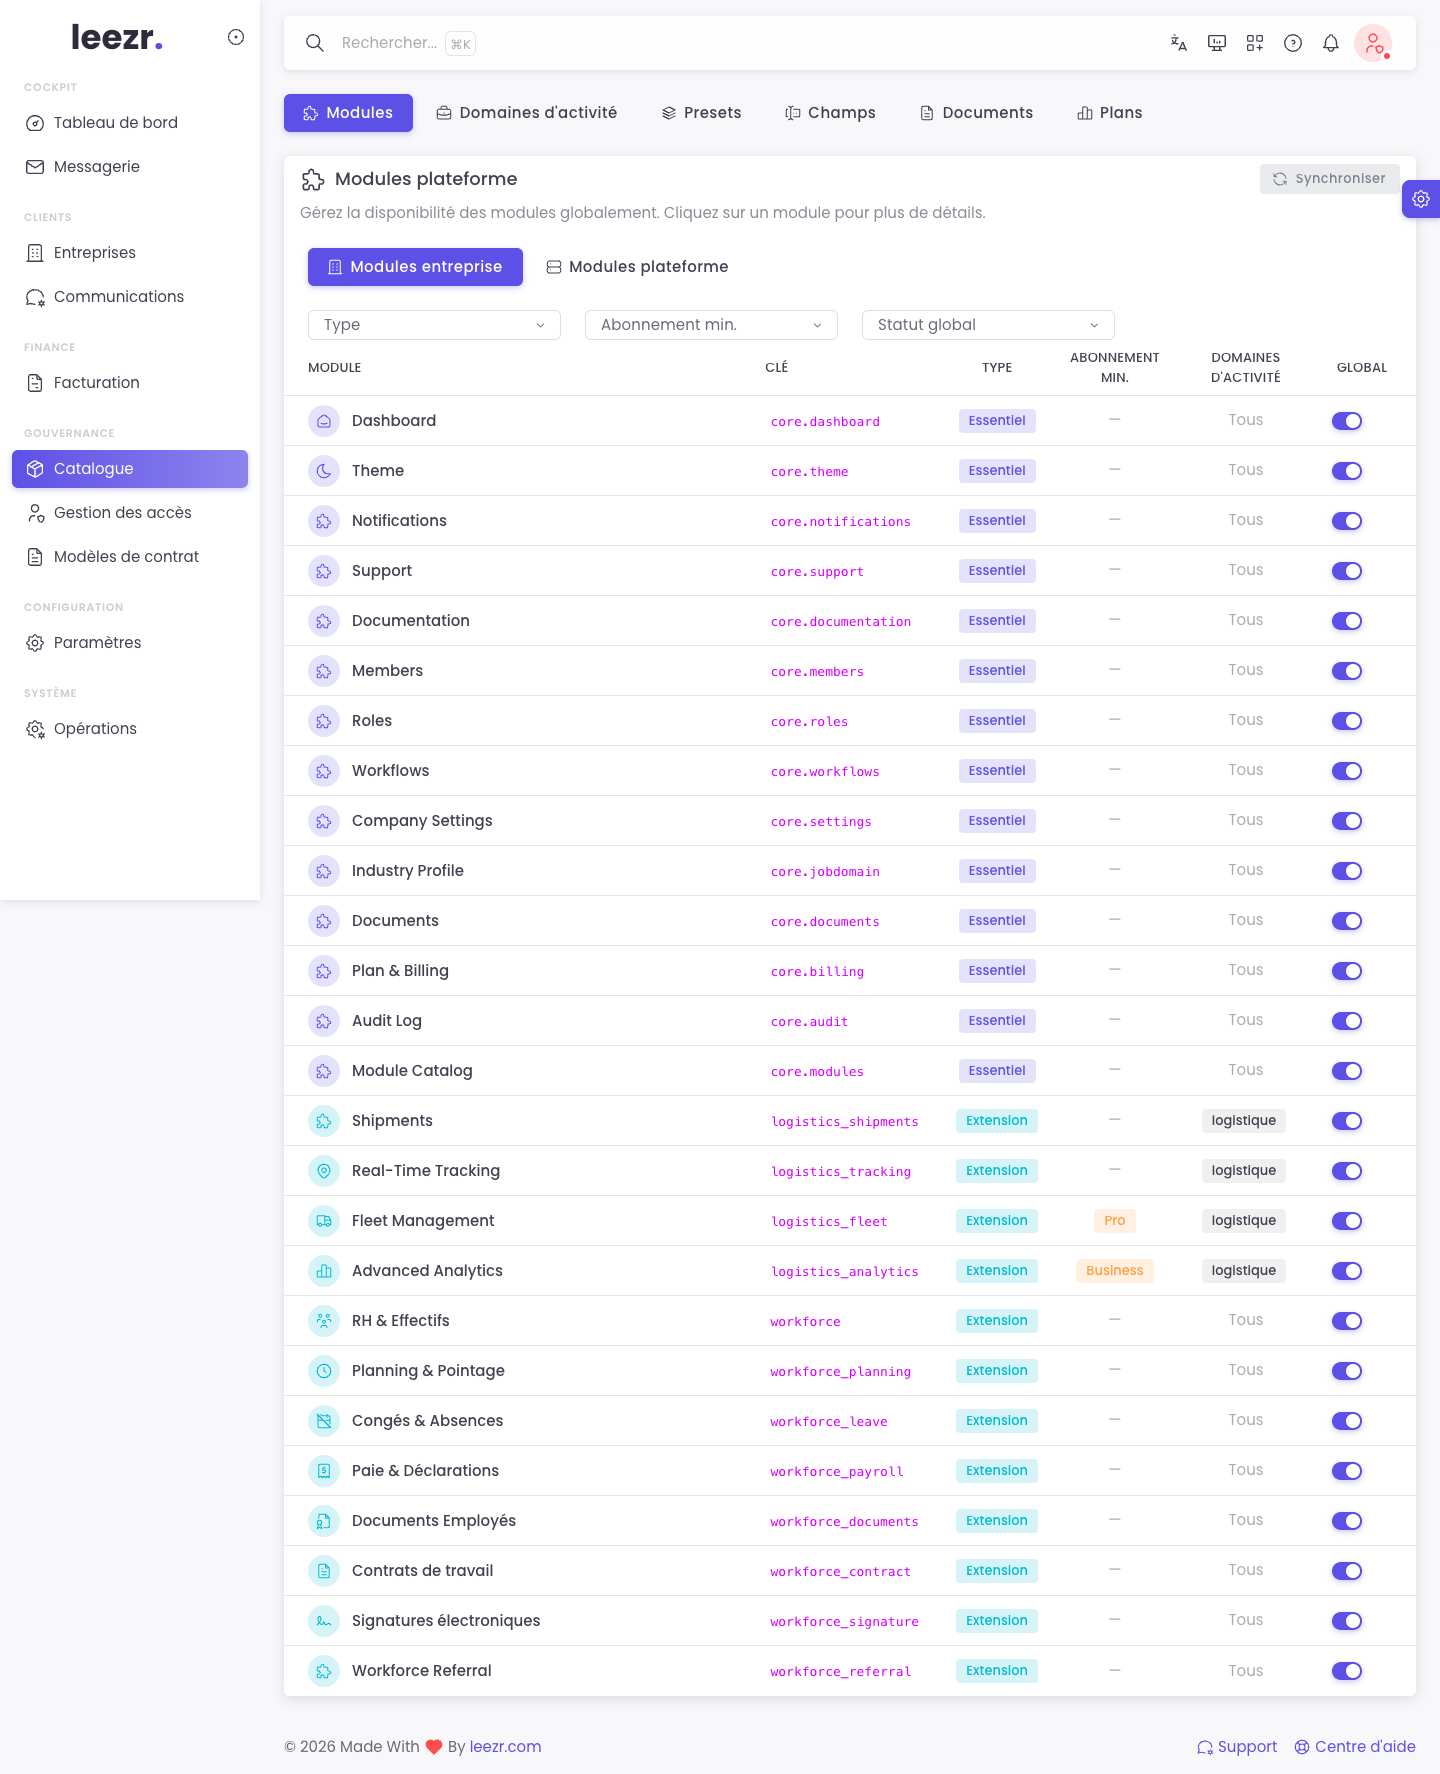 leezr.
COCKPIT
Tableau de bord
Messagerie
CLIENTS
Entreprises
Communications
FINANCE
Facturation
GOUVERNANCE
Catalogue
Gestion des accès
Modèles de contrat
CONFIGURATION
Paramètres
SYSTÈME
Opérations
Rechercher... ⌘K
Modules Domaines d'activité Presets Champs Documents Plans
Modules plateforme Synchroniser
Gérez la disponibilité des modules globalement. Cliquez sur un module pour plus de détails.
Modules entreprise Modules plateforme
Type Abonnement min. Statut global
MODULE CLÉ TYPE ABONNEMENT MIN. DOMAINES D'ACTIVITÉ GLOBAL
Dashboard core.dashboard Essentiel — Tous
Theme core.theme Essentiel — Tous
Notifications core.notifications Essentiel — Tous
Support core.support Essentiel — Tous
Documentation core.documentation Essentiel — Tous
Members core.members Essentiel — Tous
Roles core.roles Essentiel — Tous
Workflows core.workflows Essentiel — Tous
Company Settings core.settings Essentiel — Tous
Industry Profile core.jobdomain Essentiel — Tous
Documents core.documents Essentiel — Tous
Plan & Billing core.billing Essentiel — Tous
Audit Log core.audit Essentiel — Tous
Module Catalog core.modules Essentiel — Tous
Shipments logistics_shipments Extension — logistique
Real-Time Tracking logistics_tracking Extension — logistique
Fleet Management logistics_fleet Extension Pro logistique
Advanced Analytics logistics_analytics Extension Business logistique
RH & Effectifs workforce Extension — Tous
Planning & Pointage workforce_planning Extension — Tous
Congés & Absences workforce_leave Extension — Tous
Paie & Déclarations workforce_payroll Extension — Tous
Documents Employés workforce_documents Extension — Tous
Contrats de travail workforce_contract Extension — Tous
Signatures électroniques workforce_signature Extension — Tous
Workforce Referral workforce_referral Extension — Tous
© 2026 Made With ❤ By leezr.com Support Centre d'aide